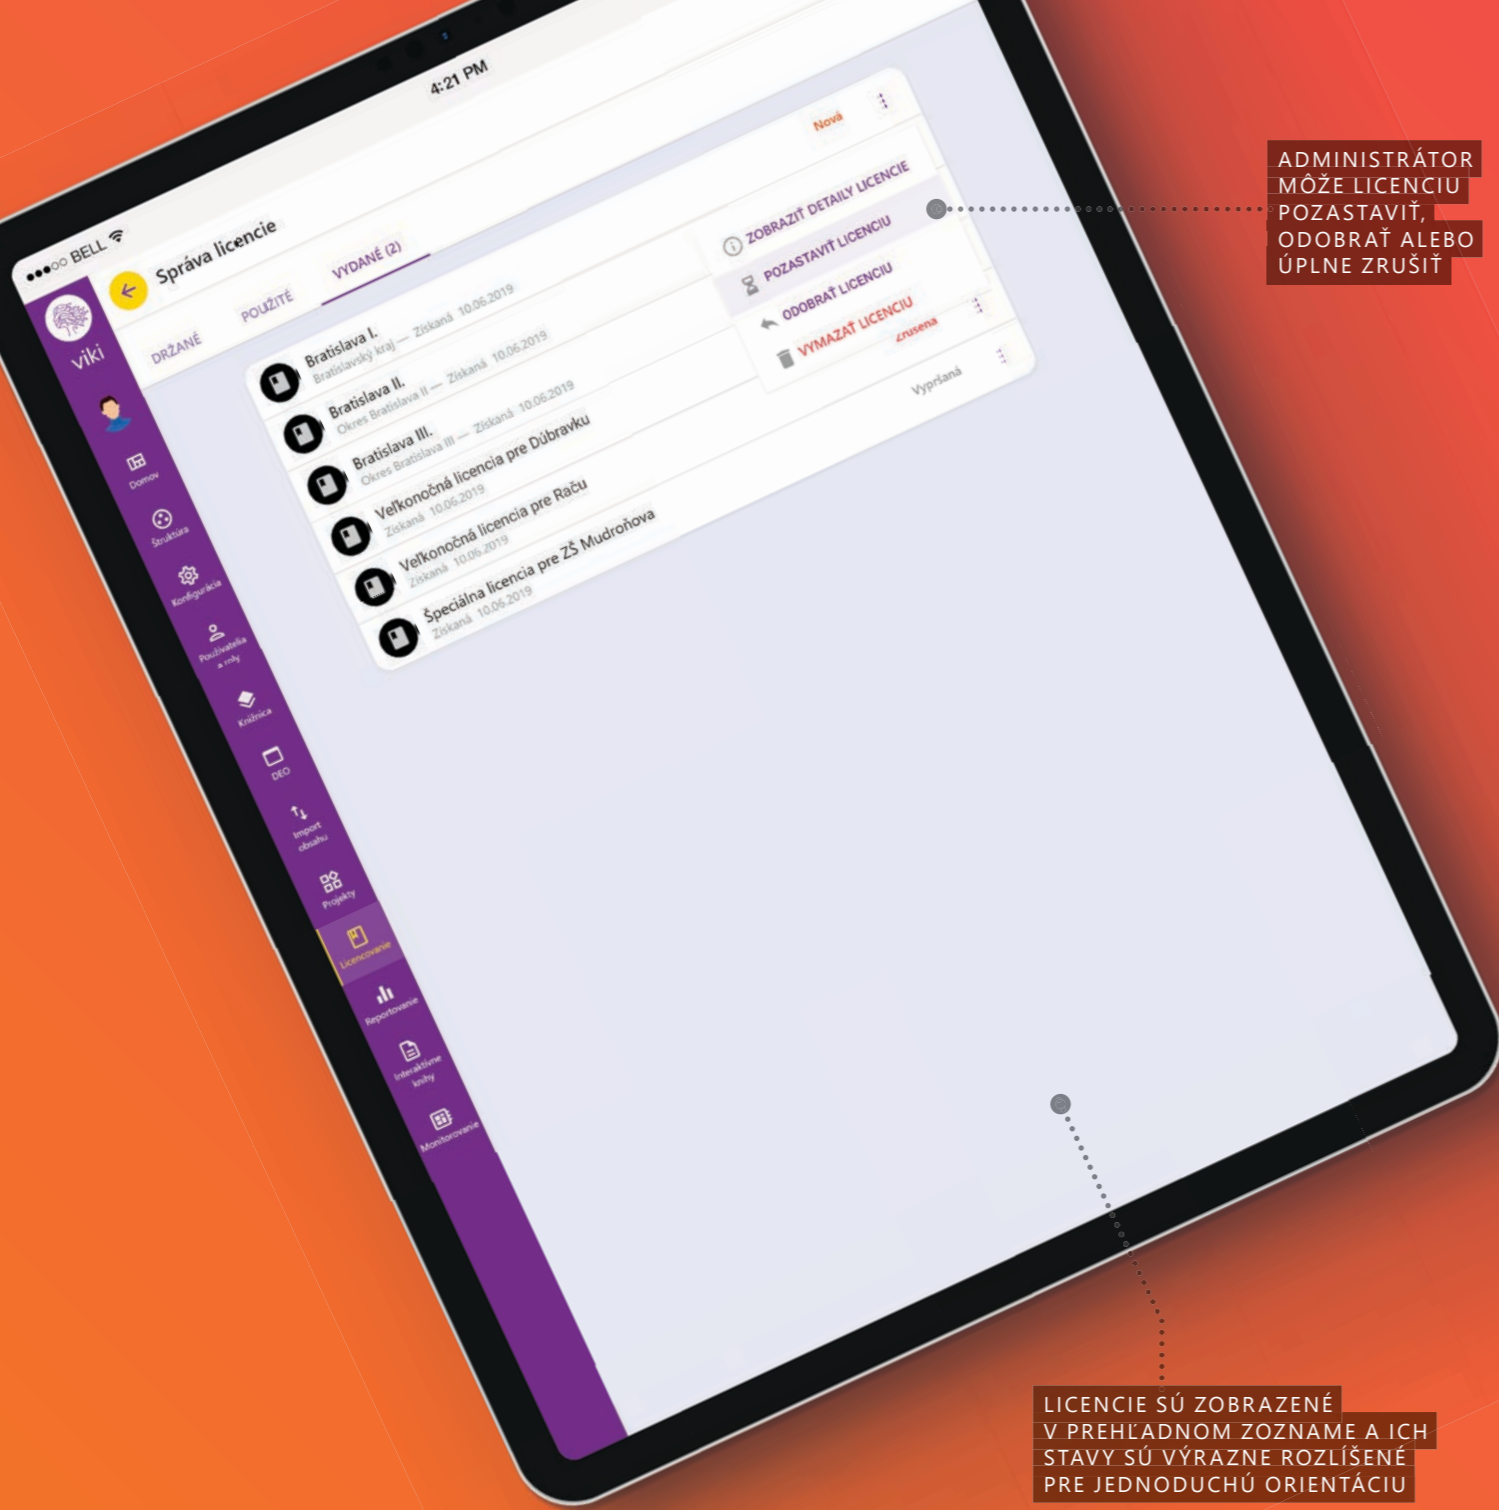 4:21 PM
BELL
Správa licencie
viki
DRŽANÉ
POUŽITÉ
VYDANÉ (2)
Bratislava I.
Bratislavský kraj — Získaná 10.06.2019
Nová
Bratislava II.
Okres Bratislava II — Získaná 10.06.2019
Bratislava III.
Okres Bratislava III — Získaná 10.06.2019
Veľkonočná licencia pre Dúbravku
Získaná 10.06.2019
Veľkonočná licencia pre Raču
Získaná 10.06.2019
Zrusena
Špeciálna licencia pre ZŠ Mudroňova
Získaná 10.06.2019
Vypršaná
ZOBRAZIŤ DETAILY LICENCIE
POZASTAVIŤ LICENCIU
ODOBRAŤ LICENCIU
VYMAZAŤ LICENCIU
Domov
Štruktúra
Konfigurácia
Používatelia
a roly
Knižnica
DEO
Import
obsahu
Projekty
Licencovanie
Reportovanie
Interaktívne
knihy
Monitorovanie
ADMINISTRÁTOR
MÔŽE LICENCIU
POZASTAVIŤ,
ODOBRAŤ ALEBO
ÚPLNE ZRUŠIŤ
LICENCIE SÚ ZOBRAZENÉ
V PREHĽADNOM ZOZNAME A ICH
STAVY SÚ VÝRAZNE ROZLÍŠENÉ
PRE JEDNODUCHÚ ORIENTÁCIU